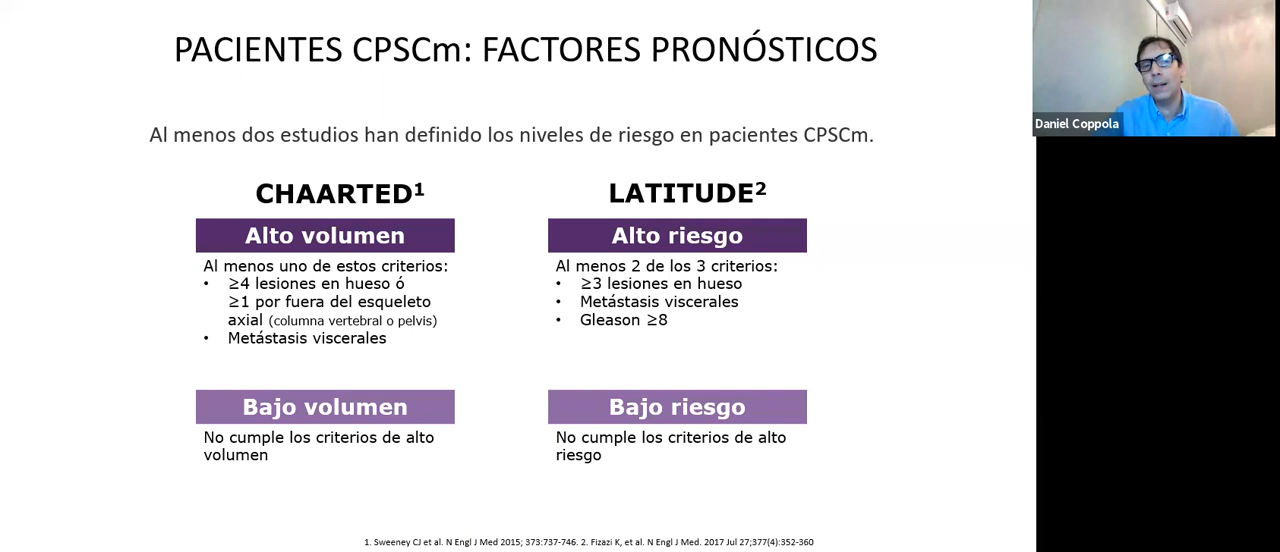 PACIENTES CPSCm: FACTORES PRONÓSTICOS
Al menos dos estudios han definido los niveles de riesgo en pacientes CPSCm.
CHAARTED¹
Alto volumen
Al menos uno de estos criterios:
• ≥4 lesiones en hueso ó
≥1 por fuera del esqueleto
axial (columna vertebral o pelvis)
• Metástasis viscerales
Bajo volumen
No cumple los criterios de alto
volumen
LATITUDE²
Alto riesgo
Al menos 2 de los 3 criterios:
• ≥3 lesiones en hueso
• Metástasis viscerales
• Gleason ≥8
Bajo riesgo
No cumple los criterios de alto
riesgo
1. Sweeney CJ et al. N Engl J Med 2015; 373:737-746. 2. Fizazi K, et al. N Engl J Med. 2017 Jul 27;377(4):352-360
Daniel Coppola